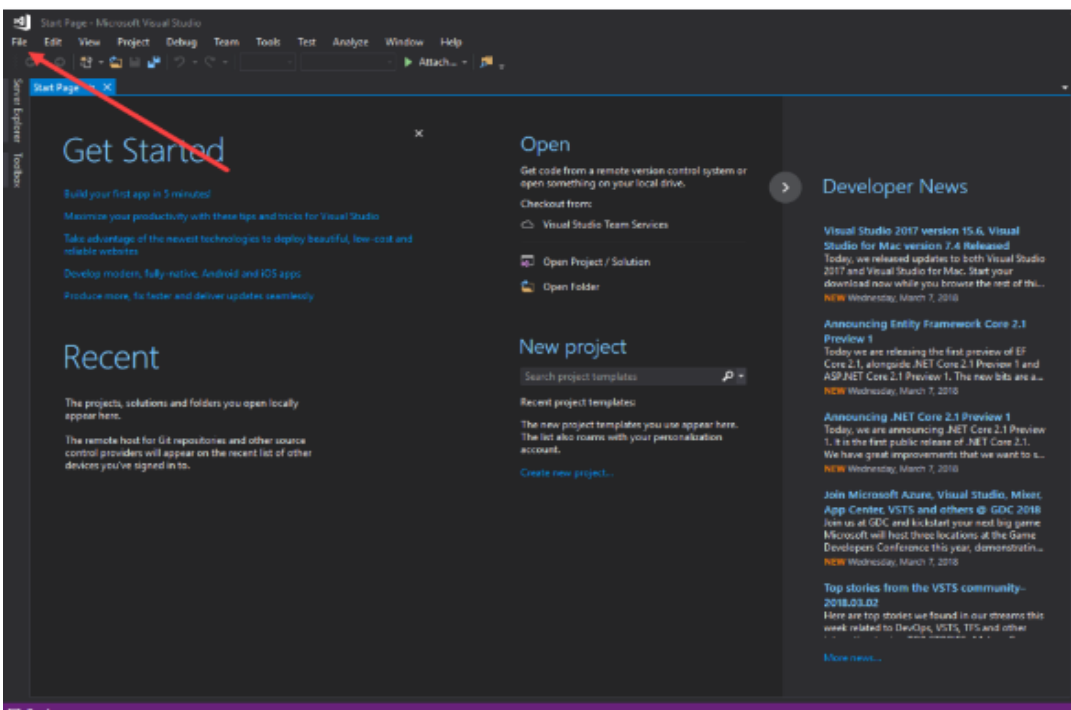 Start Page - Microsoft Visual Studio
File Edit View Project Debug Team Tools Test Analyze Window Help
Attach...
Server Explorer
Toolbox
Start Page
Get Started
Build your first app in 5 minutes!
Maximize your productivity with these tips and tricks for Visual Studio
Take advantage of the newest technologies to deploy beautiful, low-cost and
reliable websites
Develop modern, fully-native, Android and iOS apps
Produce more, fix faster and deliver updates seamlessly
Recent
The projects, solutions and folders you open locally
appear here.
The remote host for Git repositories and other source
control providers will appear on the recent list of other
devices you've signed in to.
Open
Get code from a remote version control system or
open something on your local drive.
Checkout from:
Visual Studio Team Services
Open Project / Solution
Open Folder
New project
Search project templates
Recent project templates:
The new project templates you use appear here.
The list also roams with your personalization
account.
Create new project...
Developer News
Visual Studio 2017 version 15.6, Visual
Studio for Mac version 7.4 Released
Today, we released updates to both Visual Studio
2017 and Visual Studio for Mac. Start your
download now while you browse the rest of thi...
NEW Wednesday, March 7, 2018
Announcing Entity Framework Core 2.1
Preview 1
Today we are releasing the first preview of EF
Core 2.1, alongside .NET Core 2.1 Preview 1 and
ASP.NET Core 2.1 Preview 1. The new bits are a...
NEW Wednesday, March 7, 2018
Announcing .NET Core 2.1 Preview 1
Today, we are announcing .NET Core 2.1 Preview
1. It is the first public release of .NET Core 2.1.
We have great improvements that we want to s...
NEW Wednesday, March 7, 2018
Join Microsoft Azure, Visual Studio, Mixer,
App Center, VSTS and others @ GDC 2018
Join us at GDC and kickstart your next big game
Microsoft will host three locations at the Game
Developers Conference this year, demonstratin...
NEW Wednesday, March 7, 2018
Top stories from the VSTS community–
2018.03.02
Here are top stories we found in our streams this
week related to DevOps, VSTS, TFS and other
More news...